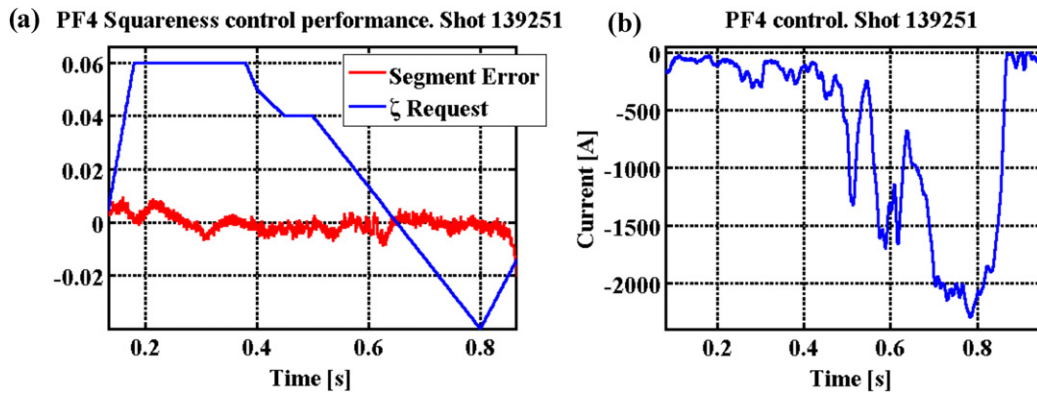 (a) PF4 Squareness control performance. Shot 139251
0.06
0.04
0.02
0
-0.02
Segment Error
ζ Request
0.2 0.4 0.6 0.8
Time [s]
(b) PF4 control. Shot 139251
0
-500
-1000
-1500
-2000
Current [A]
0.2 0.4 0.6 0.8
Time [s]